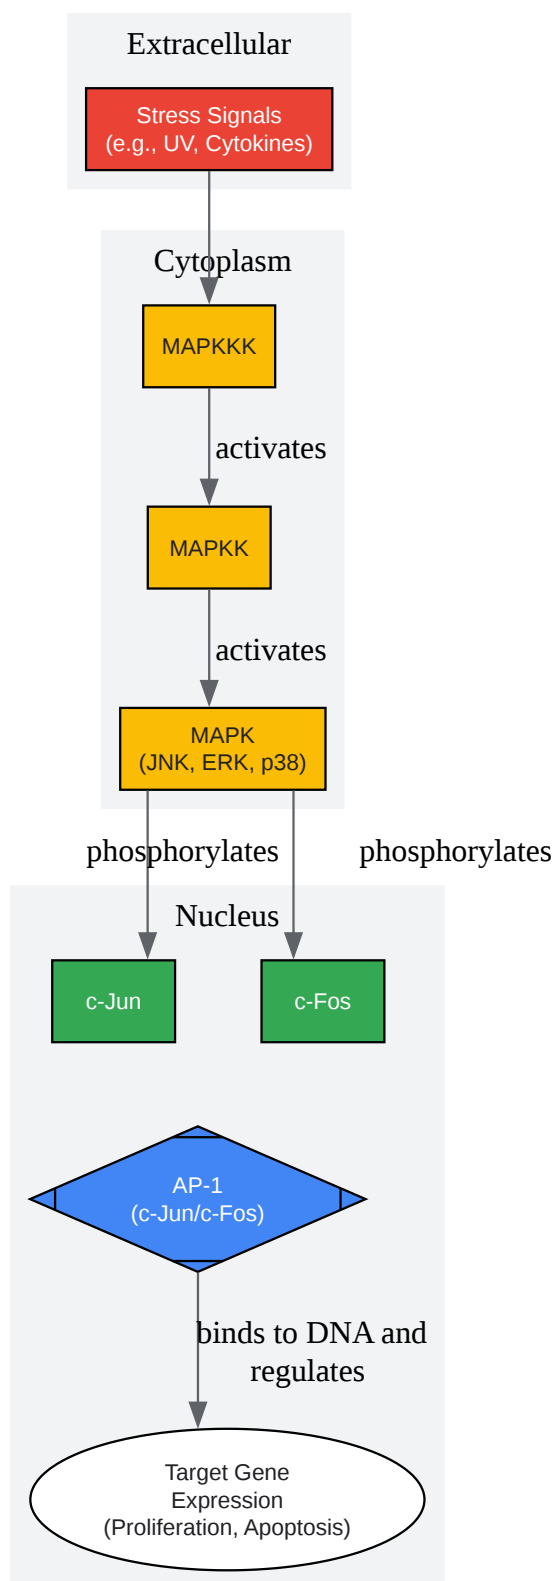 Extracellular
Stress Signals
(e.g., UV, Cytokines)
Cytoplasm
MAPKKK
activates
MAPKK
activates
MAPK
(JNK, ERK, p38)
phosphorylates
phosphorylates
Nucleus
c-Jun
c-Fos
AP-1
(c-Jun/c-Fos)
binds to DNA and
regulates
Target Gene
Expression
(Proliferation, Apoptosis)